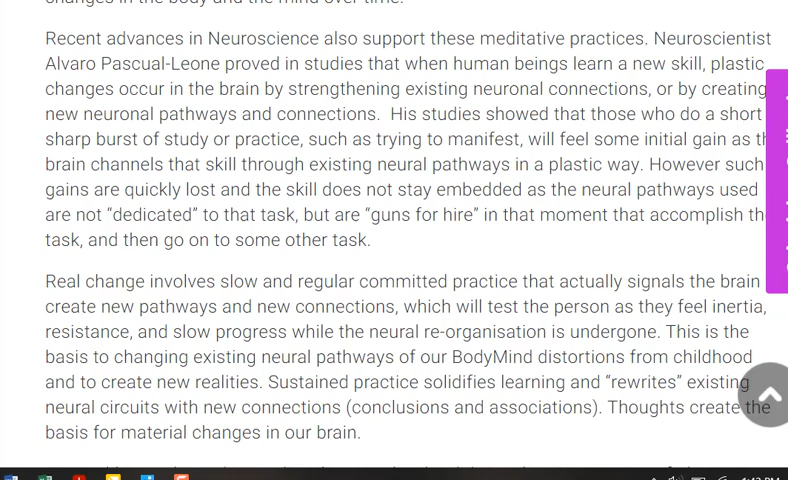 changes in the body and the mind over time.
Recent advances in Neuroscience also support these meditative practices. Neuroscientist
Alvaro Pascual-Leone proved in studies that when human beings learn a new skill, plastic
changes occur in the brain by strengthening existing neuronal connections, or by creating
new neuronal pathways and connections.  His studies showed that those who do a short
sharp burst of study or practice, such as trying to manifest, will feel some initial gain as
brain channels that skill through existing neural pathways in a plastic way. However such
gains are quickly lost and the skill does not stay embedded as the neural pathways used
are not “dedicated” to that task, but are “guns for hire” in that moment that accomplish
task, and then go on to some other task.
Real change involves slow and regular committed practice that actually signals the brain
create new pathways and new connections, which will test the person as they feel inertia,
resistance, and slow progress while the neural re-organisation is undergone. This is the
basis to changing existing neural pathways of our BodyMind distortions from childhood
and to create new realities. Sustained practice solidifies learning and “rewrites” existing
neural circuits with new connections (conclusions and associations). Thoughts create the
basis for material changes in our brain.